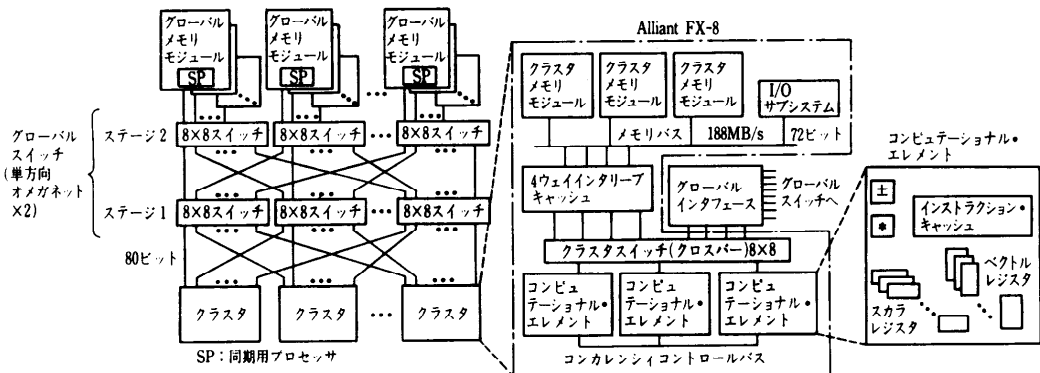 グローバル
メモリ
モジュール
SP
グローバル
メモリ
モジュール
SP
グローバル
メモリ
モジュール
SP
グローバル
スイッチ
(単方向
オメガネット
×2)
ステージ2
8×8スイッチ
8×8スイッチ
8×8スイッチ
ステージ1
8×8スイッチ
8×8スイッチ
8×8スイッチ
80ビット
クラスタ
クラスタ
クラスタ
SP:同期用プロセッサ
Alliant FX-8
クラスタ
メモリ
モジュール
クラスタ
メモリ
モジュール
クラスタ
メモリ
モジュール
I/O
サブシステム
メモリバス 188MB/s 72ビット
4ウェイインタリーブ
キャッシュ
グローバル
インタフェース
グローバル
スイッチへ
クラスタスイッチ(クロスバー)8×8
コンピュ
テーショナル・
エレメント
コンピュ
テーショナル・
エレメント
コンピュ
テーショナル・
エレメント
コンカレンシィコントロールバス
コンピュテーショナル・
エレメント
±
*
インストラクション・
キャッシュ
ベクトル
レジスタ
スカラ
レジスタ